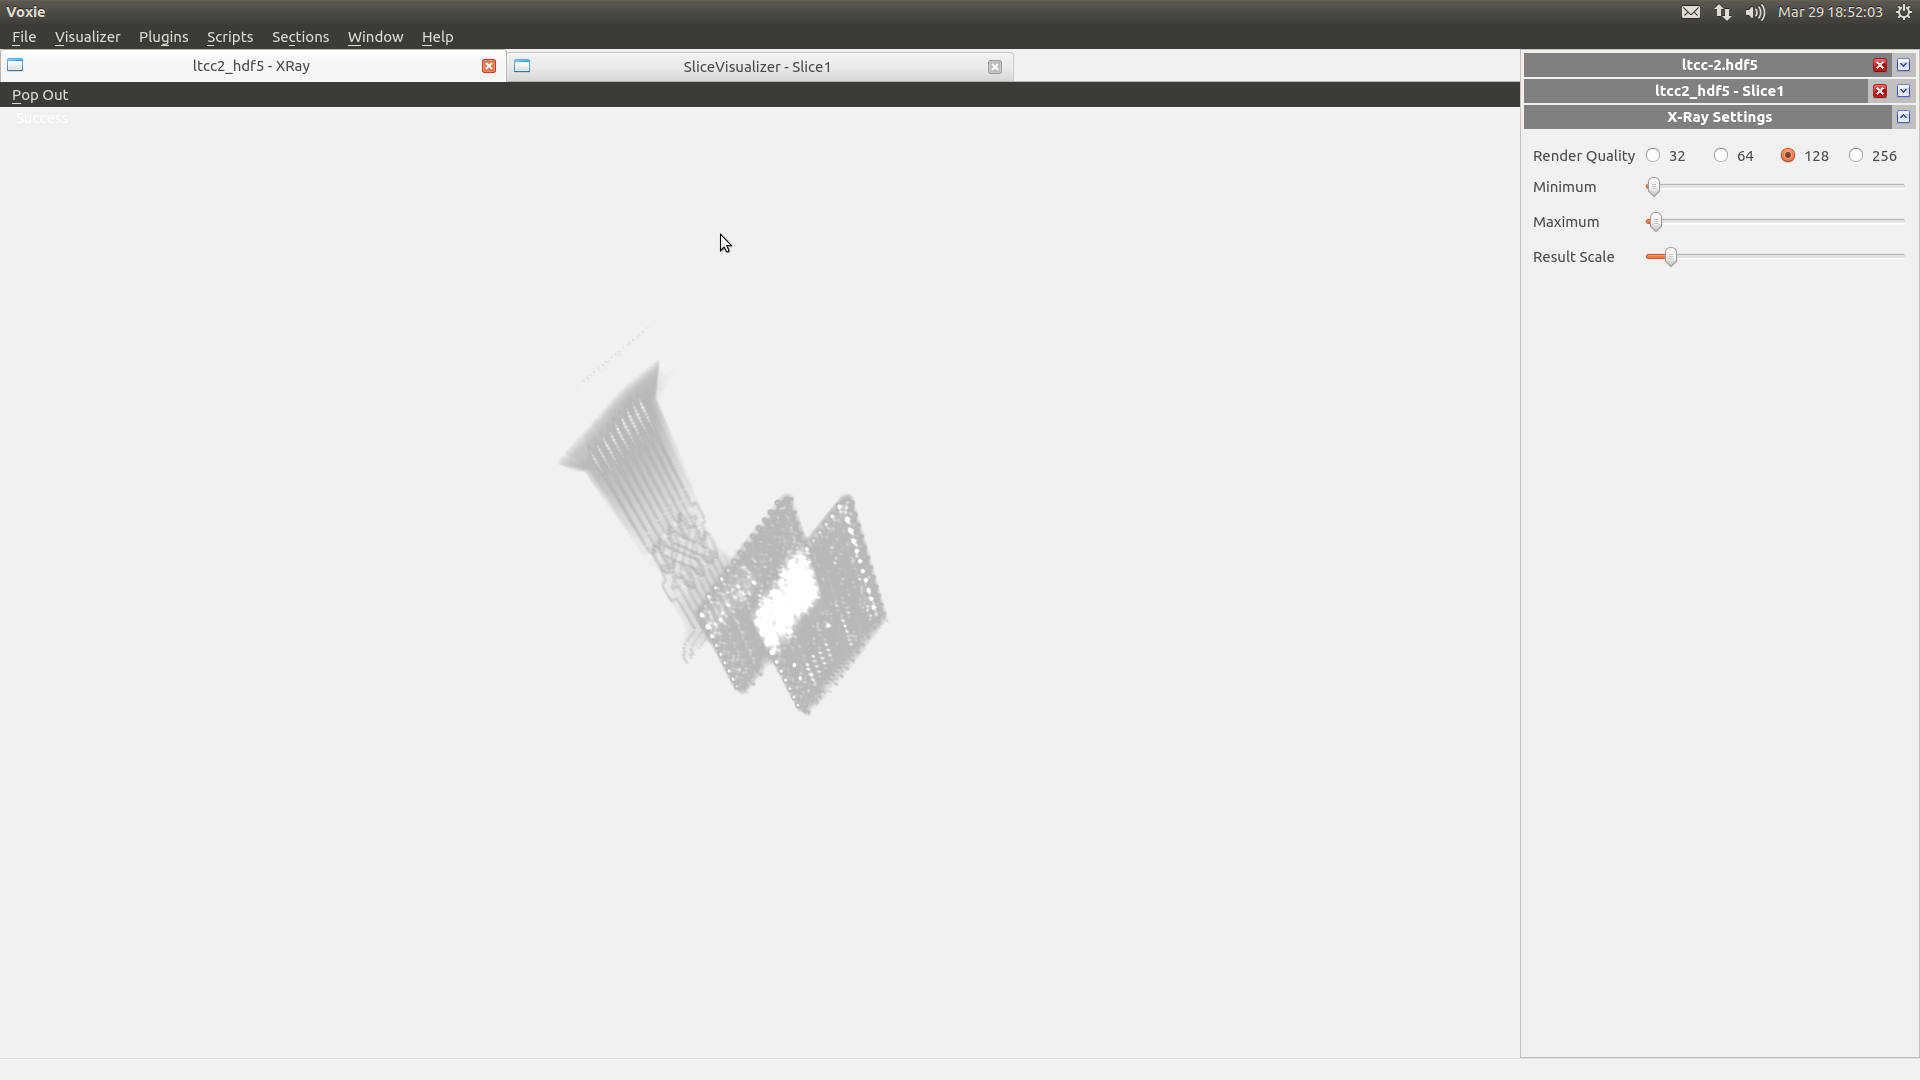 Voxie
Mar 29 18:52:03
File Visualizer Plugins Scripts Sections Window Help
ltcc2_hdf5 - XRay
SliceVisualizer - Slice1
Pop Out
Success
ltcc-2.hdf5
ltcc2_hdf5 - Slice1
X-Ray Settings
Render Quality 32 64 128 256
Minimum
Maximum
Result Scale